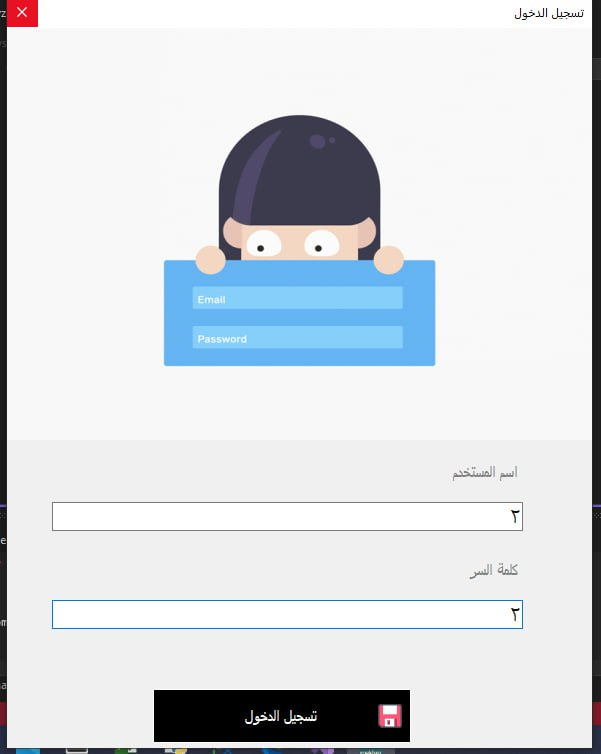 تسجيل الدخول
Email
Password
اسم المستخدم
٢
كلمة السر
٢
تسجيل الدخول